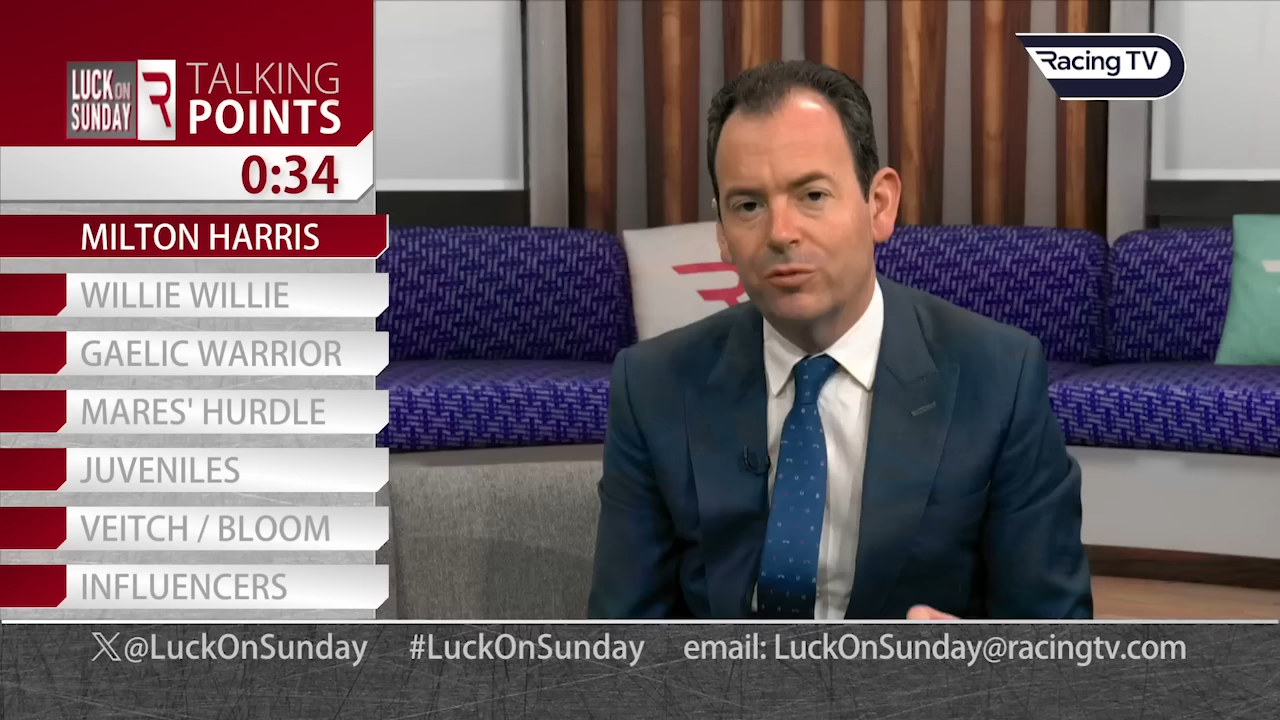 LUCK ON
SUNDAY
TALKING
POINTS
Racing TV
0:34
MILTON HARRIS
WILLIE WILLIE
GAELIC WARRIOR
MARES' HURDLE
JUVENILES
VEITCH / BLOOM
INFLUENCERS
X@LuckOnSunday #LuckOnSunday email: LuckOnSunday@racingtv.com